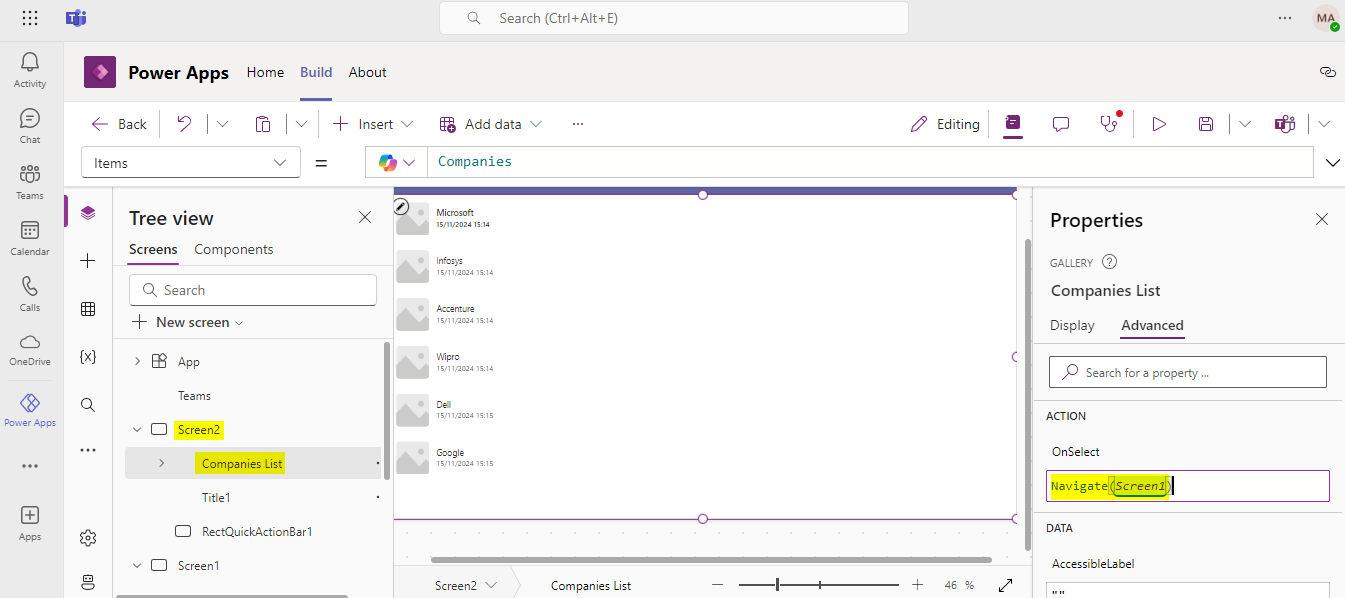 Search (Ctrl+Alt+E)
MA
Activity
Chat
Teams
Calendar
Calls
OneDrive
Power Apps
Apps
Power Apps Home Build About
Back Insert Add data Editing
Items = Companies
Tree view
Screens Components
Search
New screen
App
Teams
Screen2
Companies List
Title1
RectQuickActionBar1
Screen1
Microsoft
15/11/2024 15:14
Infosys
15/11/2024 15:14
Accenture
15/11/2024 15:14
Wipro
15/11/2024 15:14
Dell
15/11/2024 15:15
Google
15/11/2024 15:15
Screen2 Companies List 46 %
Properties
GALLERY ?
Companies List
Display Advanced
Search for a property ...
ACTION
OnSelect
Navigate(Screen1)
DATA
AccessibleLabel
""